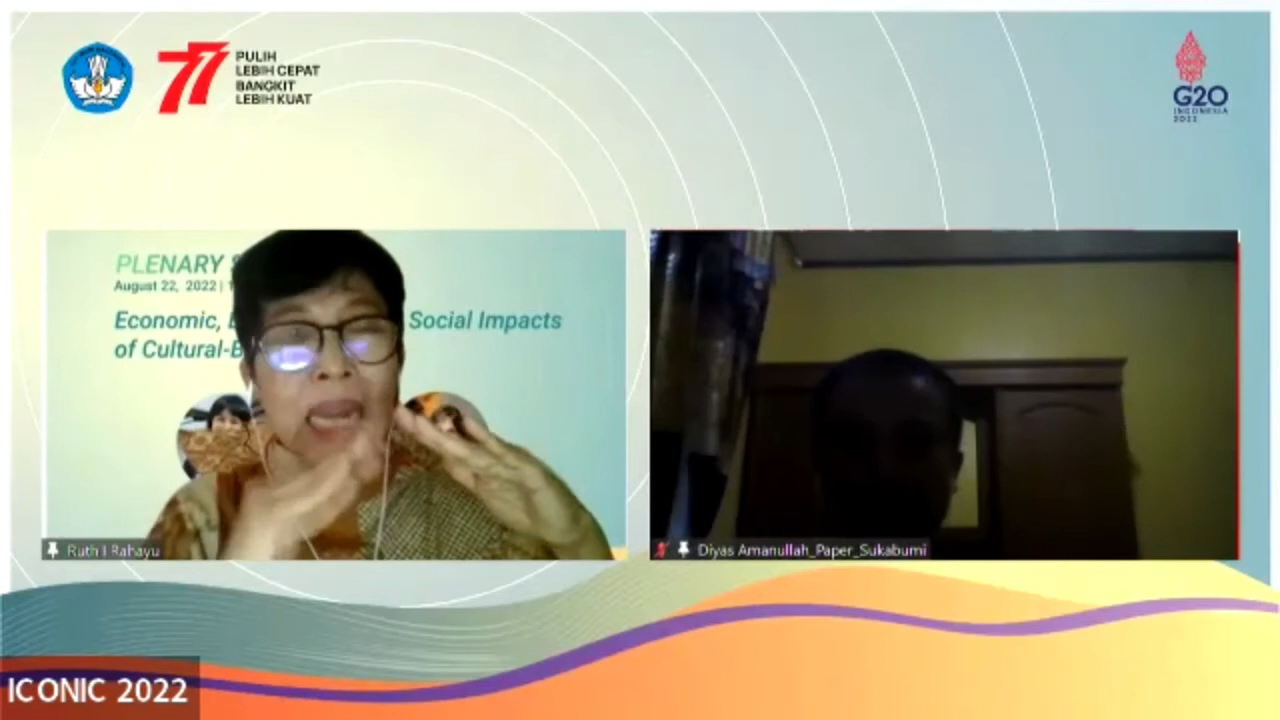 77
PULIH
LEBIH CEPAT
BANGKIT
LEBIH KUAT
G20
INDONESIA
2022
PLENARY
August 22, 2022 |
Economic, Social Impacts
of Cultural-B
Ruth I Rahayu
Diyas Amanullah_Paper_Sukabumi
ICONIC 2022